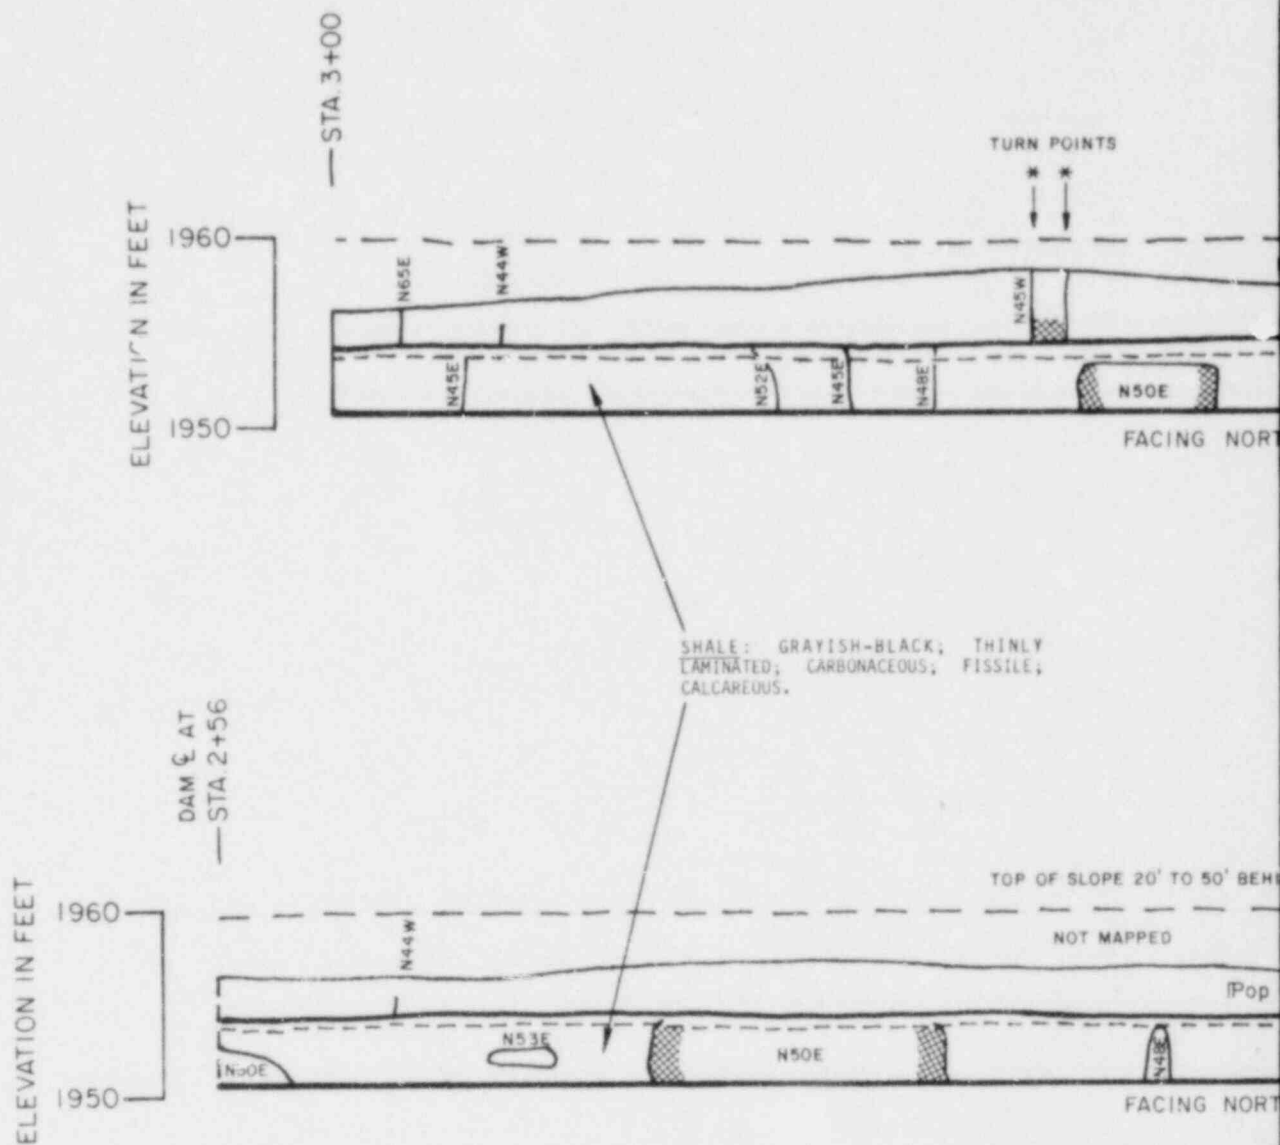 STA. 3+00
TURN POINTS
* *
ELEVATION IN FEET
1960
1950
N65E
N44W
N45W
N45E
N52E
N45E
N48E
N50E
FACING NORT
SHALE: GRAYISH-BLACK; THINLY
LAMINATED; CARBONACEOUS; FISSILE;
CALCAREOUS.
DAM ℄ AT
STA. 2+56
TOP OF SLOPE 20' TO 50' BEHI
ELEVATION IN FEET
1960
1950
N44W
NOT MAPPED
IPop
N50E
N53E
N50E
N48E
FACING NORT